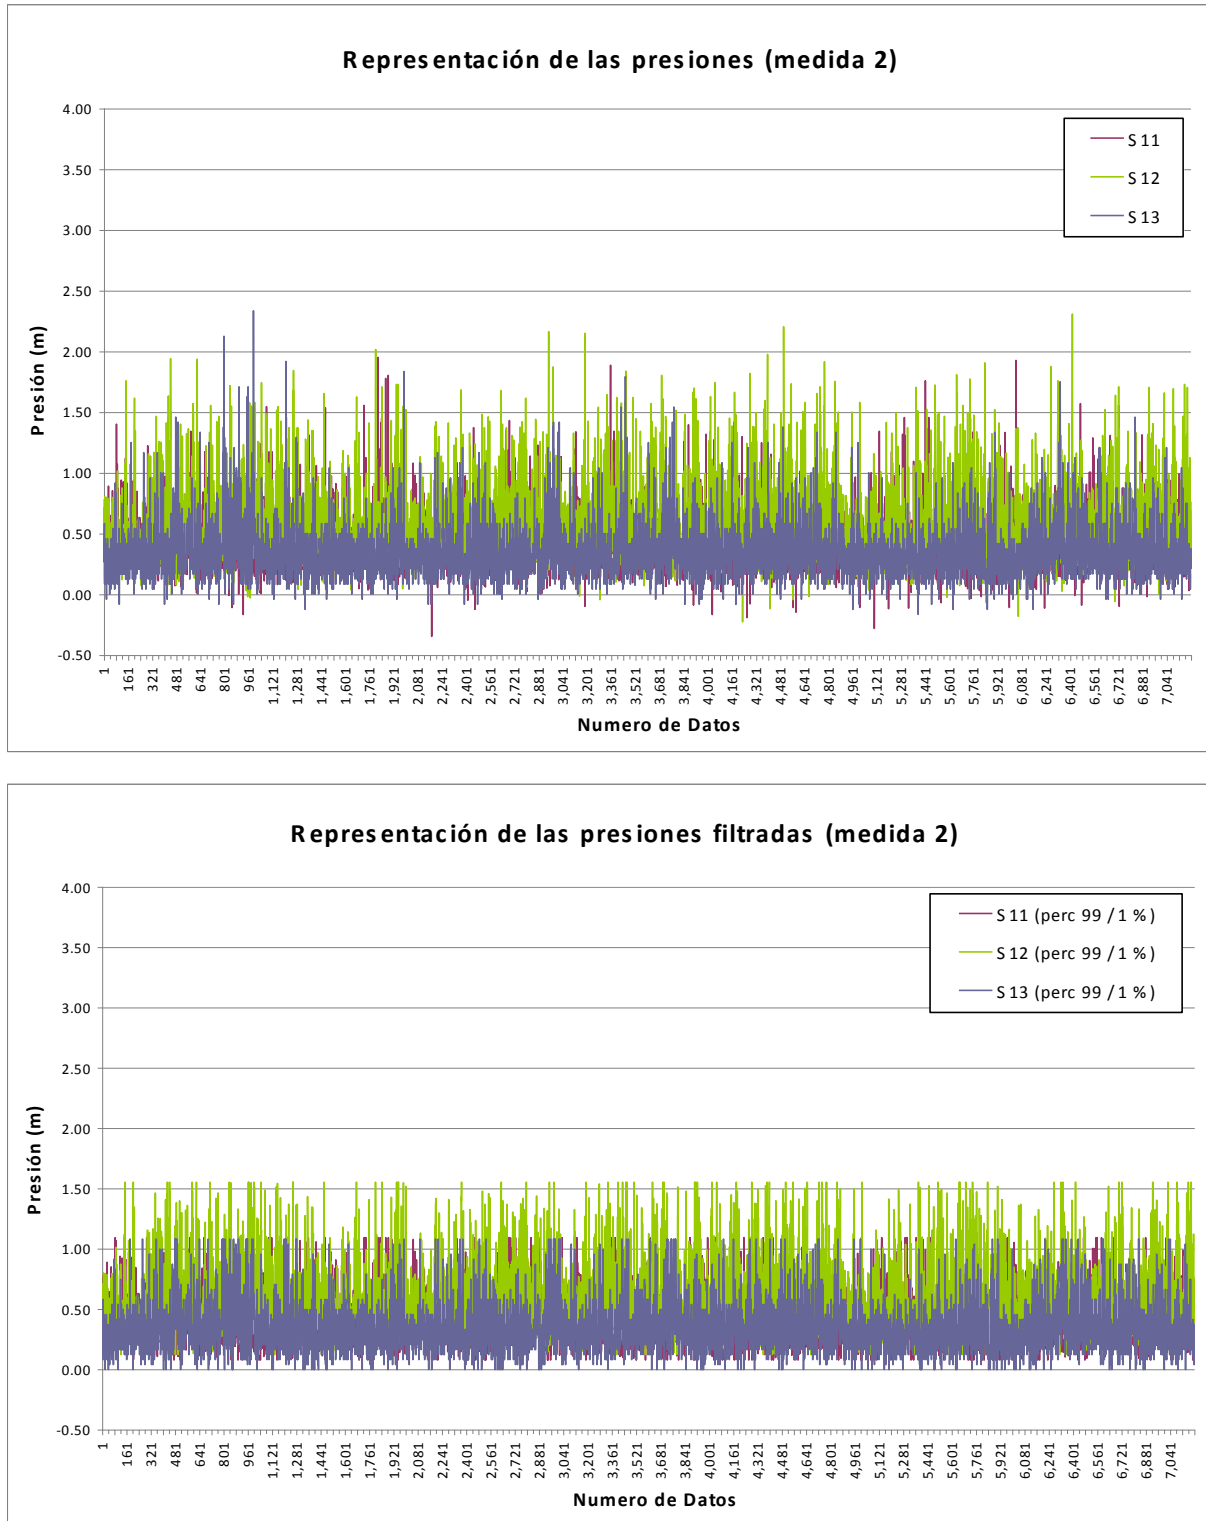 Representación de las presiones (medida 2)
4.00
3.50
3.00
2.50
2.00
1.50
1.00
0.50
0.00
-0.50
Presión (m)
S11
S12
S13
1 161 321 481 641 801 961 1,121 1,281 1,441 1,601 1,761 1,921 2,081 2,241 2,401 2,561 2,721 2,881 3,041 3,201 3,361 3,521 3,681 3,841 4,001 4,161 4,321 4,481 4,641 4,801 4,961 5,121 5,281 5,441 5,601 5,761 5,921 6,081 6,241 6,401 6,561 6,721 6,881 7,041
Numero de Datos
Representación de las presiones filtradas (medida 2)
4.00
3.50
3.00
2.50
2.00
1.50
1.00
0.50
0.00
-0.50
Presión (m)
S11 (perc 99 / 1 %)
S12 (perc 99 / 1 %)
S13 (perc 99 / 1 %)
1 161 321 481 641 801 961 1,121 1,281 1,441 1,601 1,761 1,921 2,081 2,241 2,401 2,561 2,721 2,881 3,041 3,201 3,361 3,521 3,681 3,841 4,001 4,161 4,321 4,481 4,641 4,801 4,961 5,121 5,281 5,441 5,601 5,761 5,921 6,081 6,241 6,401 6,561 6,721 6,881 7,041
Numero de Datos